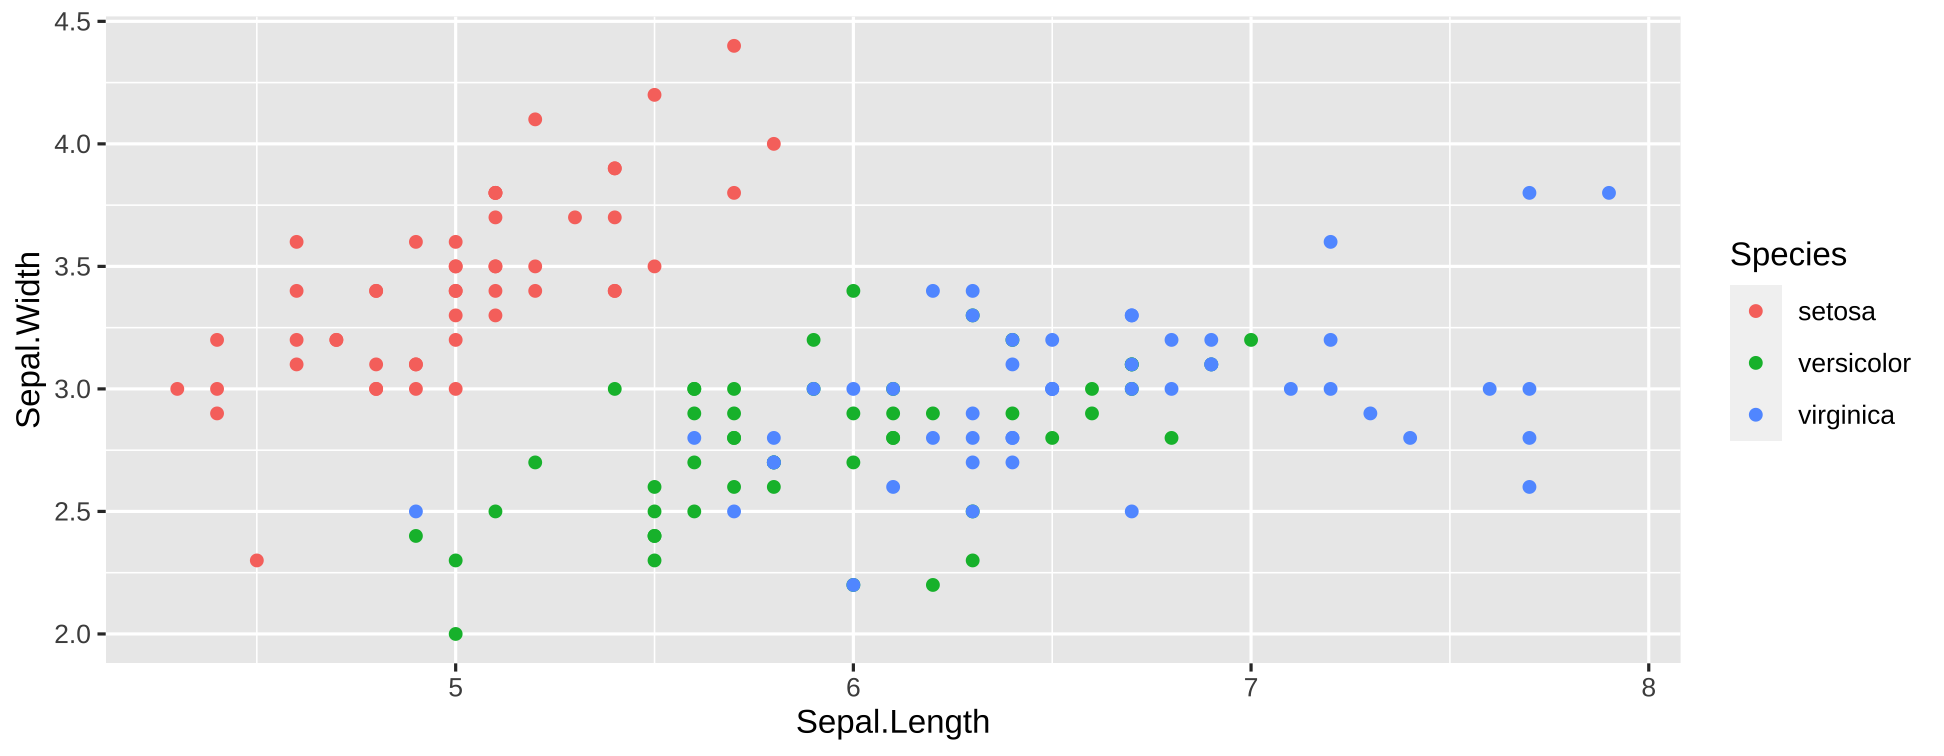 4.5
4.0
3.5
3.0
2.5
2.0
Sepal.Width
5 6 7 8
Sepal.Length
Species
setosa
versicolor
virginica